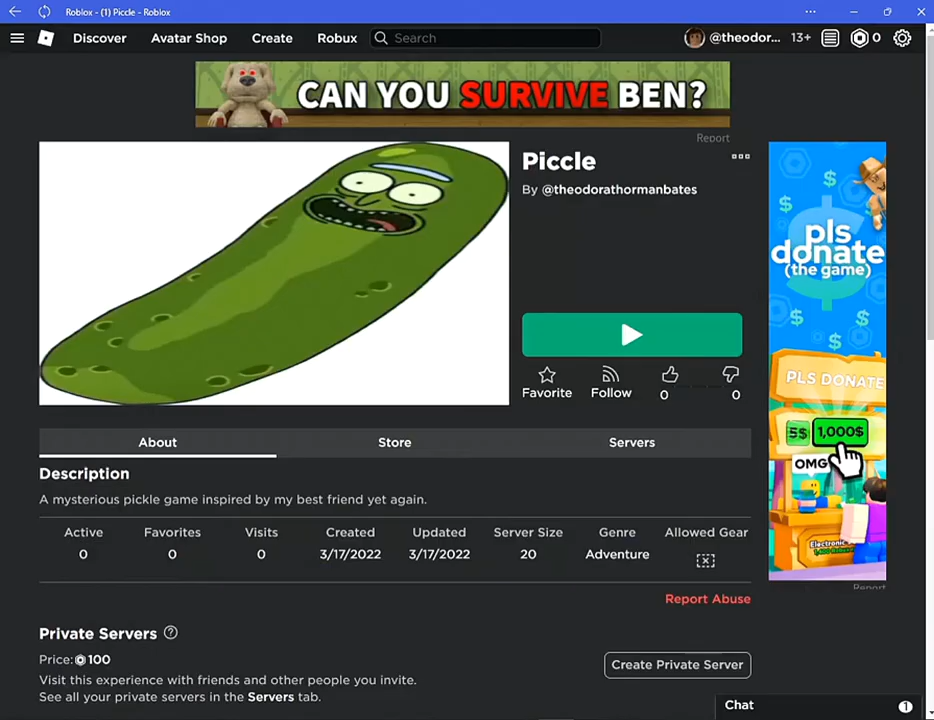 Roblox - (1) Piccle - Roblox
Discover Avatar Shop Create Robux Search @theodor... 13+ 0
CAN YOU SURVIVE BEN?
Report
Piccle
By @theodorathormanbates
pls
donate
(the game)
Favorite Follow 0 0
PLS DONATE
5$ 1,000$
OMG
About Store Servers
Description
A mysterious pickle game inspired by my best friend yet again.
Active Favorites Visits Created Updated Server Size Genre Allowed Gear
0 0 0 3/17/2022 3/17/2022 20 Adventure
Report
Report Abuse
Private Servers
Price: 100
Visit this experience with friends and other people you invite.
See all your private servers in the Servers tab.
Create Private Server
Chat 1